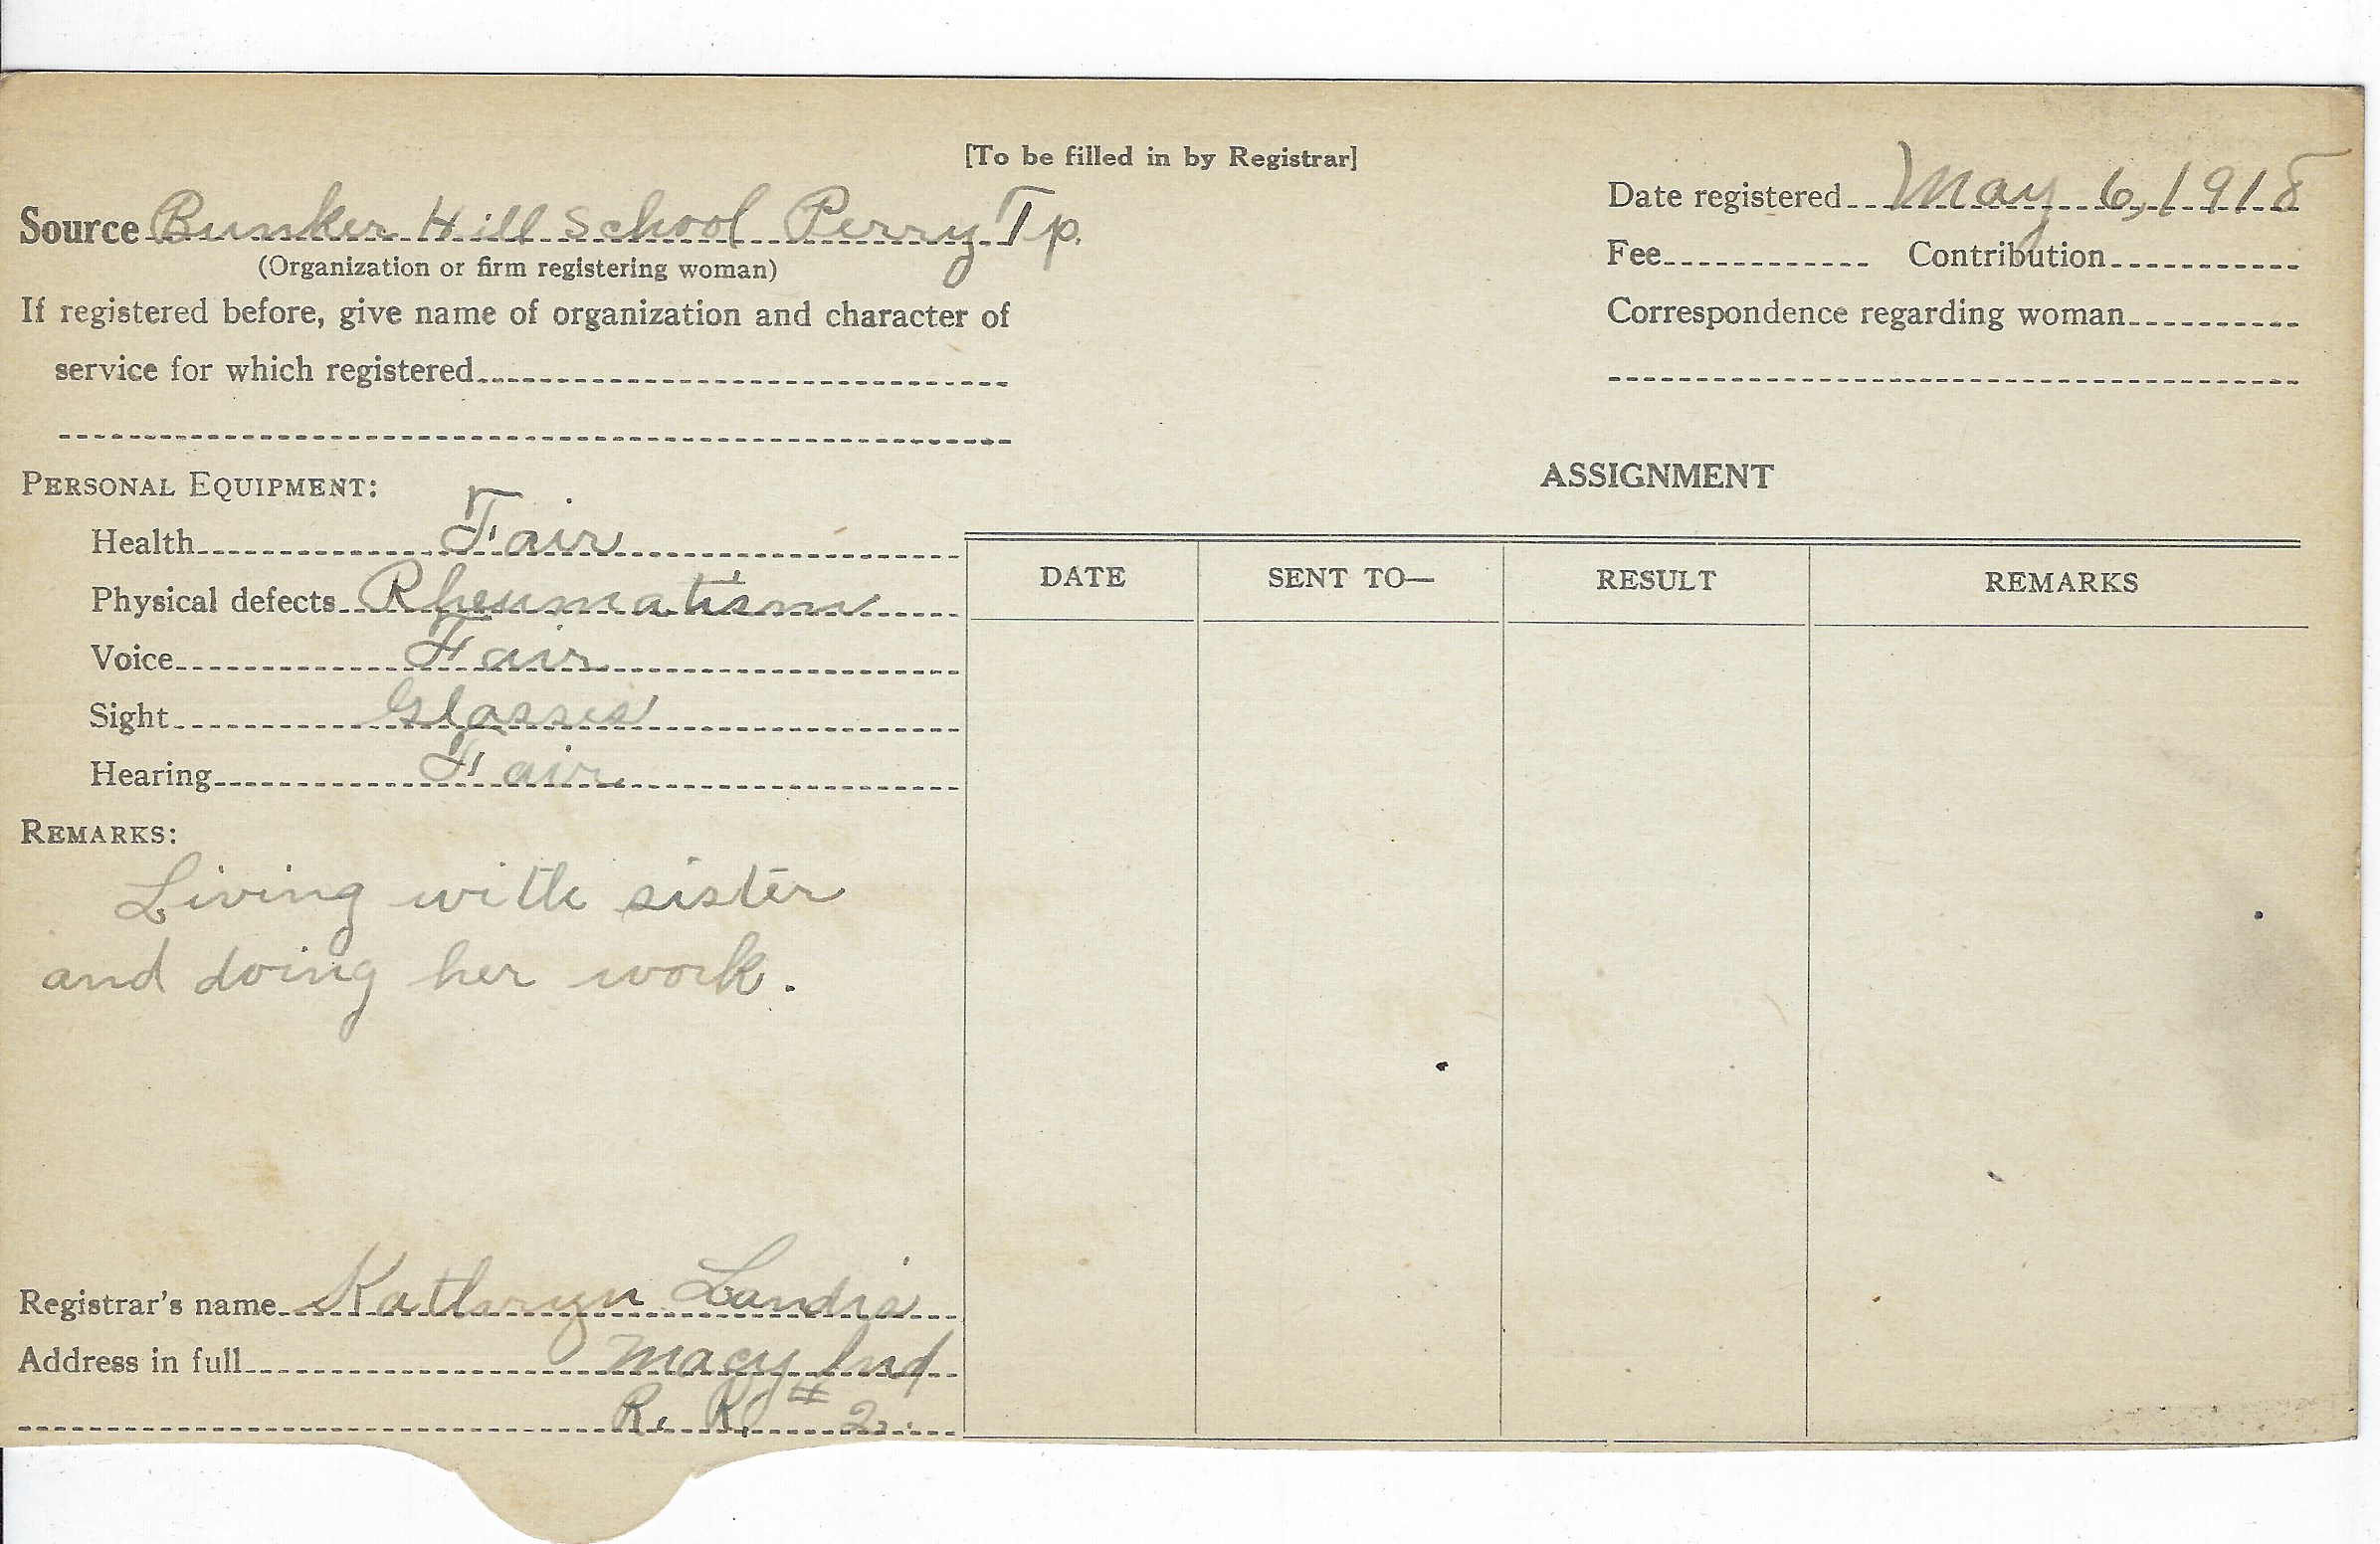 [To be filled in by Registrar]
Source Bunker Hill School Perry Tp.
(Organization or firm registering woman)
If registered before, give name of organization and character of
service for which registered
Date registered May 6, 1918
Fee Contribution
Correspondence regarding woman
PERSONAL EQUIPMENT:
Health Fair
Physical defects Rheumatism
Voice Fair
Sight Glasses
Hearing Fair
REMARKS:
Living with sister
and doing her work.
Registrar's name Kathryn Landis
Address in full Macy Ind
R. R. # 2.
ASSIGNMENT
DATE SENT TO— RESULT REMARKS